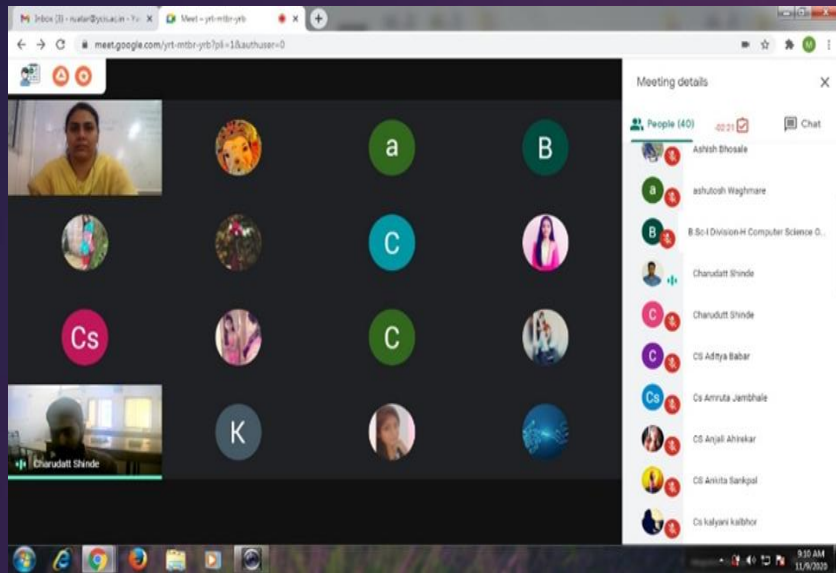 Meet – yrt-mtbr-yrb
meet.google.com/yrt-mtbr-yrb?pli=1&authuser=0
M
Meeting details
People (40)
-02:21
Chat
a
B
C
Cs
C
K
Charudatt Shinde
Ashish Bhosale
a
ashutosh Waghmare
B
B.Sc-I Division-H Computer Science
Charudatt Shinde
C
Charudutt Shinde
C
CS Aditya Babar
Cs
Cs Amruta Jambhale
CS Anjali Ahirekar
CS Ankita Sankpal
Cs kalyani kalbhor
9:10 AM
11/9/2020